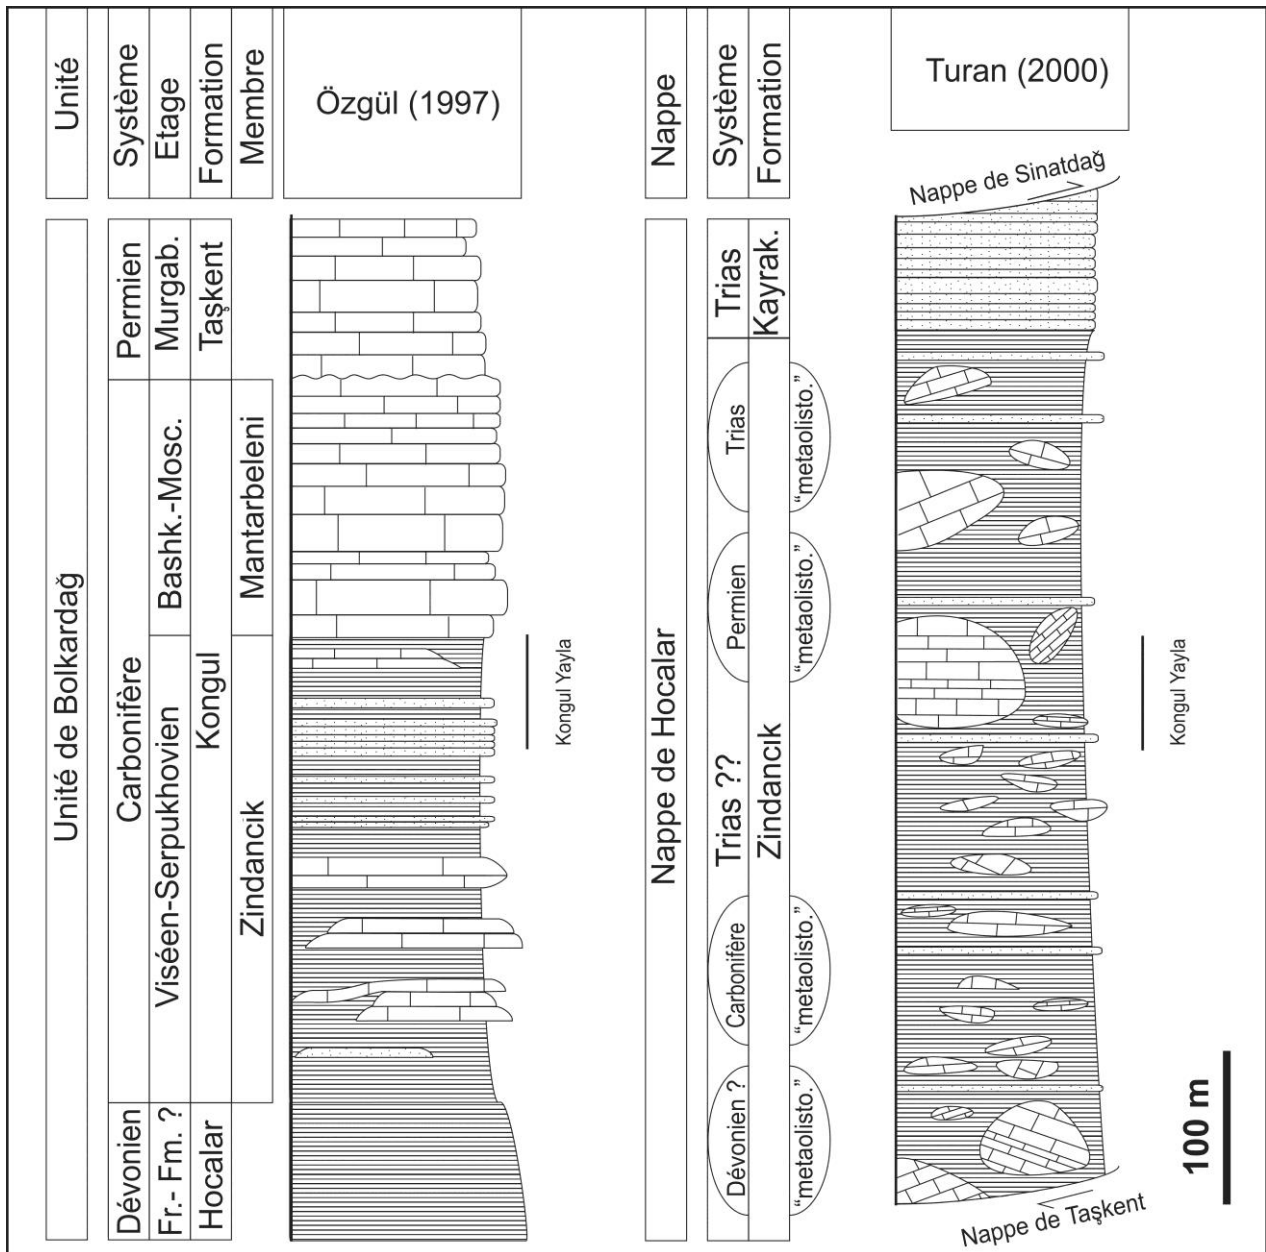 Unité
Système
Etage
Formation
Membre
Özgül (1997)
Unité de Bolkardağ
Permien
Murgab.
Taşkent
Carbonifère
Bashk.-Mosc.
Mantarbeleni
Kongul
Viséen-Serpukhovien
Zindancık
Dévonien
Fr.- Fm. ?
Hocalar
Kongul Yayla
Nappe
Système
Formation
Turan (2000)
Nappe de Sinatdağ
Nappe de Hocalar
Trias
Kayrak.
Trias
“metaolisto.”
Permien
“metaolisto.”
Trias ??
Zindancık
Carbonifère
“metaolisto.”
Dévonien ?
“metaolisto.”
Kongul Yayla
Nappe de Taşkent
100 m